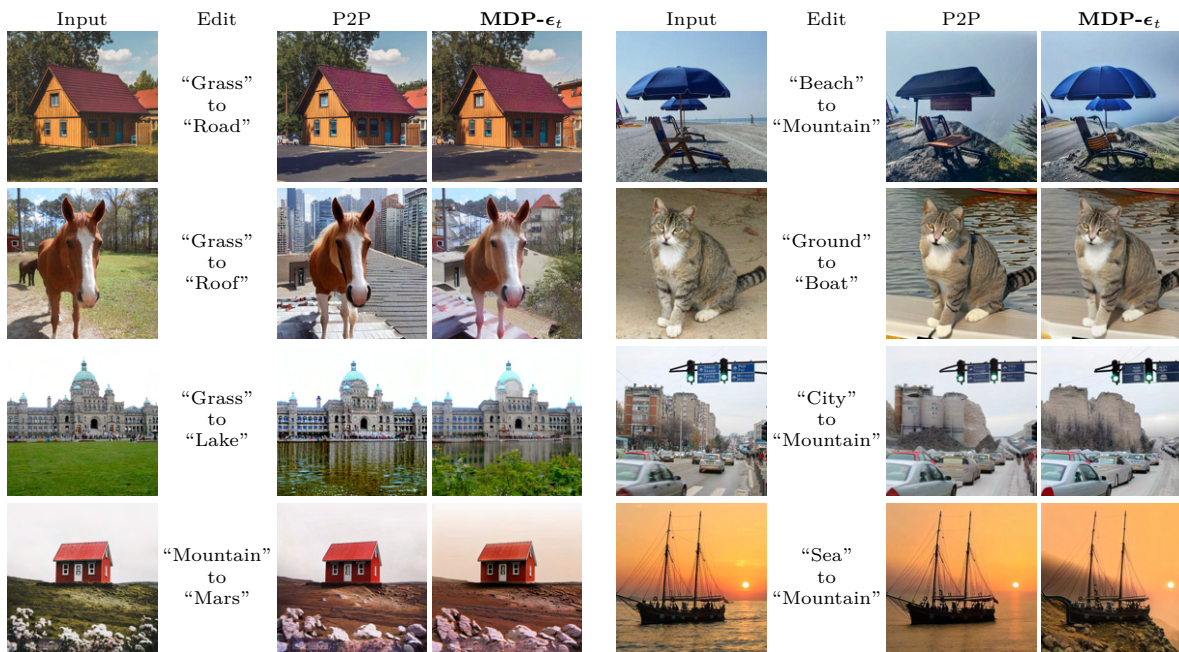 Input Edit P2P MDP-ϵt Input Edit P2P MDP-ϵt
“Grass”
to
“Road”
“Beach”
to
“Mountain”
“Grass”
to
“Roof”
“Ground”
to
“Boat”
“Grass”
to
“Lake”
“City”
to
“Mountain”
“Mountain”
to
“Mars”
“Sea”
to
“Mountain”